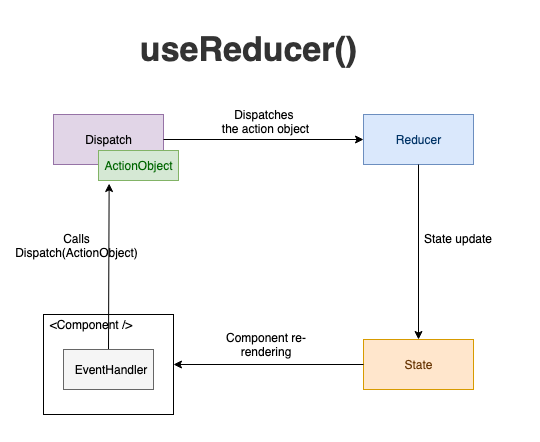 useReducer()
Dispatches
the action object
Dispatch
Reducer
ActionObject
Calls
Dispatch(ActionObject)
State update
<Component />
Component re-
rendering
EventHandler
State